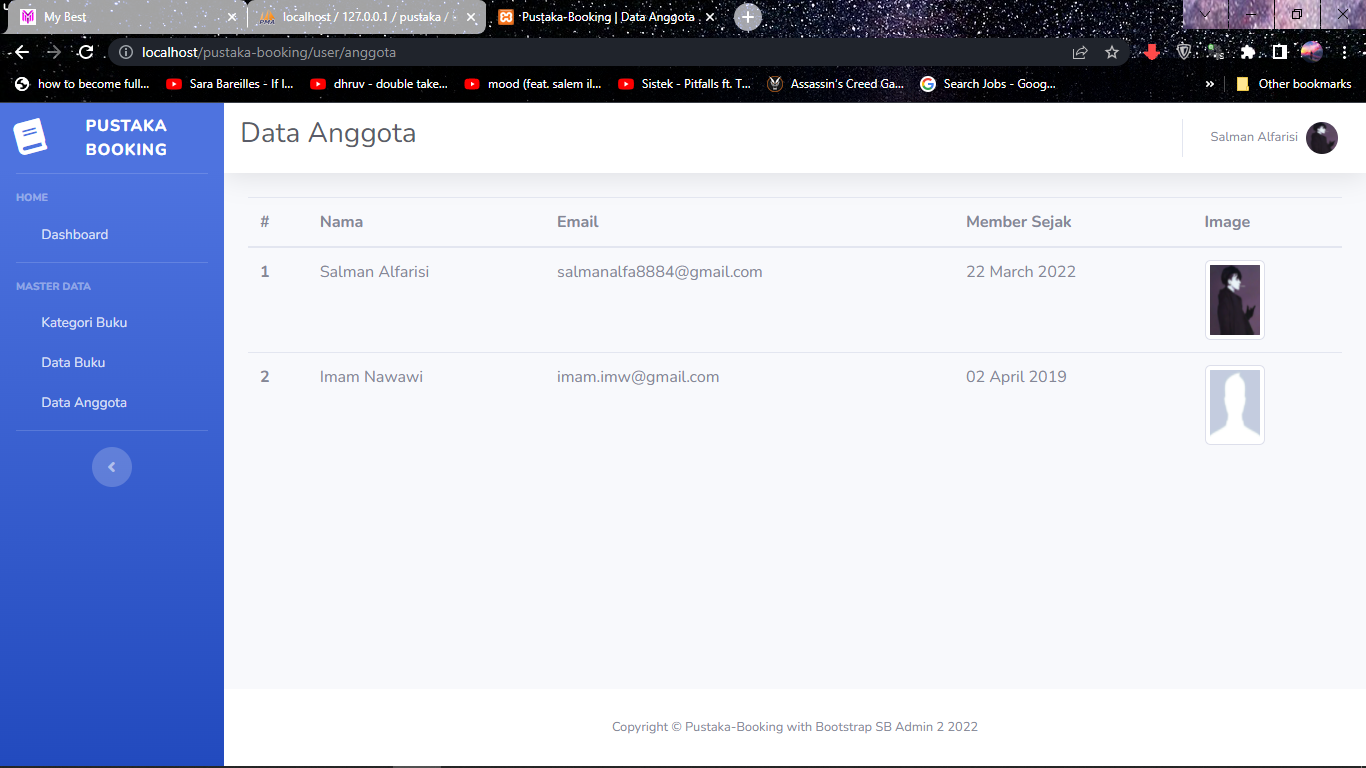 My Best
localhost / 127.0.0.1 / pustaka / -
Pustaka-Booking | Data Anggota
localhost/pustaka-booking/user/anggota
how to become full...
Sara Bareilles - If I...
dhruv - double take...
mood (feat. salem il...
Sistek - Pitfalls ft. T...
Assassin's Creed Ga...
Search Jobs - Goog...
»
Other bookmarks
PUSTAKA
BOOKING
Data Anggota
Salman Alfarisi
HOME
Dashboard
MASTER DATA
Kategori Buku
Data Buku
Data Anggota
# Nama Email Member Sejak Image
1 Salman Alfarisi salmanalfa8884@gmail.com 22 March 2022
2 Imam Nawawi imam.imw@gmail.com 02 April 2019
Copyright © Pustaka-Booking with Bootstrap SB Admin 2 2022